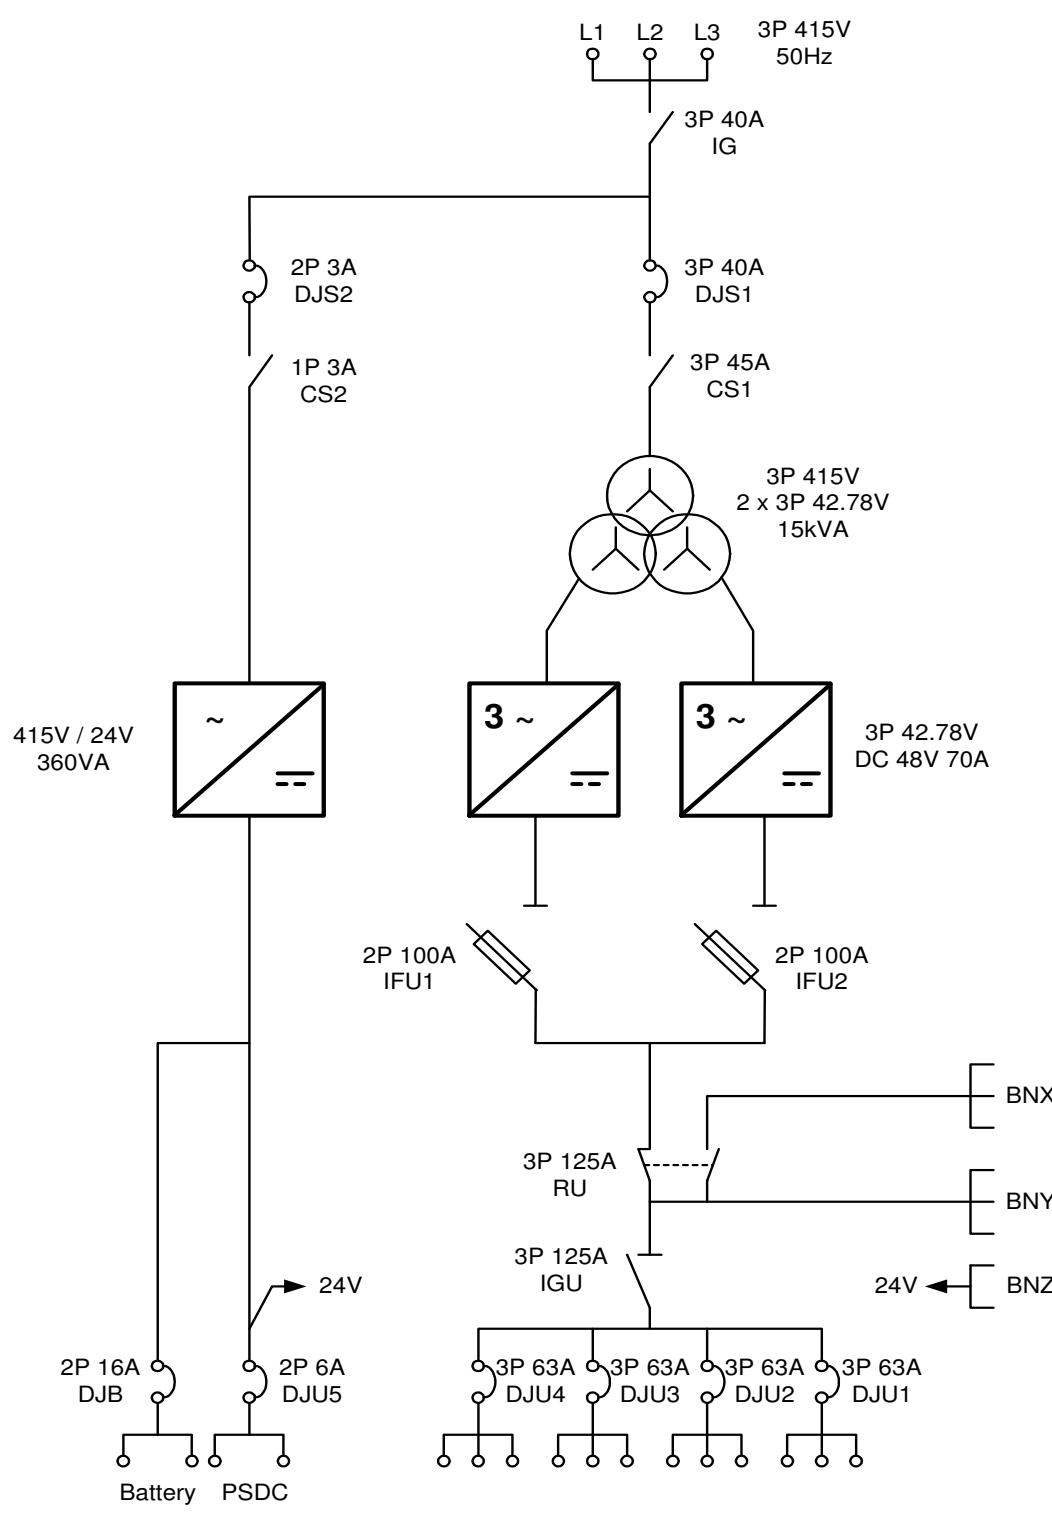 L1 L2 L3
3P 415V
50Hz
3P 40A
IG
2P 3A
DJS2
3P 40A
DJS1
1P 3A
CS2
3P 45A
CS1
3P 415V
2 x 3P 42.78V
15kVA
415V / 24V
360VA
~
3 ~
3 ~
3P 42.78V
DC 48V 70A
2P 100A
IFU1
2P 100A
IFU2
BNX
3P 125A
RU
BNY
3P 125A
IGU
24V
24V
BNZ
2P 16A
DJB
2P 6A
DJU5
3P 63A
DJU4
3P 63A
DJU3
3P 63A
DJU2
3P 63A
DJU1
Battery
PSDC